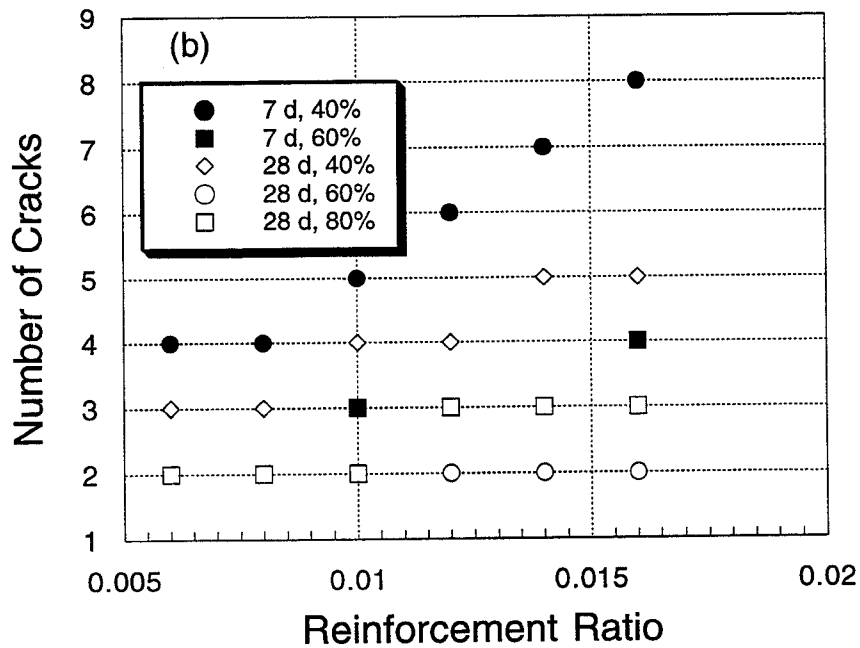 (b)
7 d, 40%
7 d, 60%
28 d, 40%
28 d, 60%
28 d, 80%
Number of Cracks
9
8
7
6
5
4
3
2
1
0.005 0.01 0.015 0.02
Reinforcement Ratio